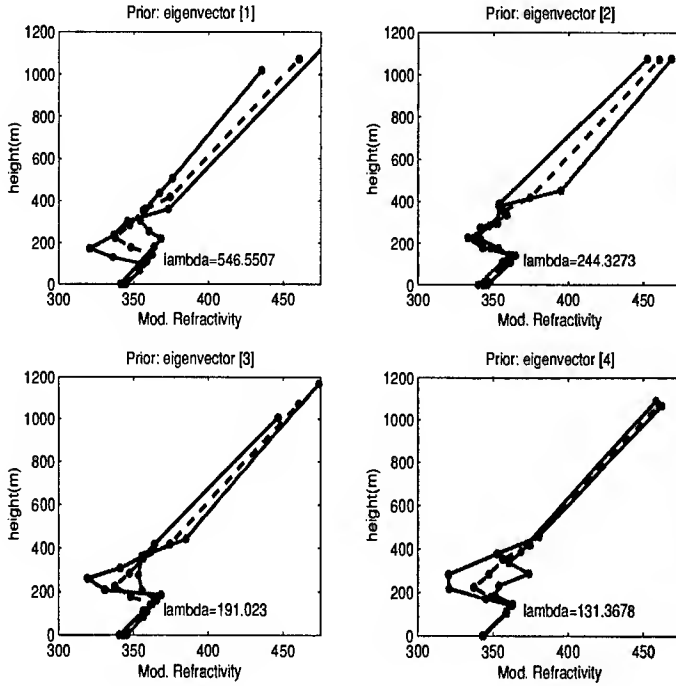 Prior: eigenvector [1]
1200
1000
800
600
400
200
0
height(m)
lambda=546.5507
300
350
400
450
Mod. Refractivity
Prior: eigenvector [2]
1200
1000
800
600
400
200
0
height(m)
lambda=244.3273
300
350
400
450
Mod. Refractivity
Prior: eigenvector [3]
1200
1000
800
600
400
200
0
height(m)
lambda=191.023
300
350
400
450
Mod. Refractivity
Prior: eigenvector [4]
1200
1000
800
600
400
200
0
height(m)
lambda=131.3678
300
350
400
450
Mod. Refractivity